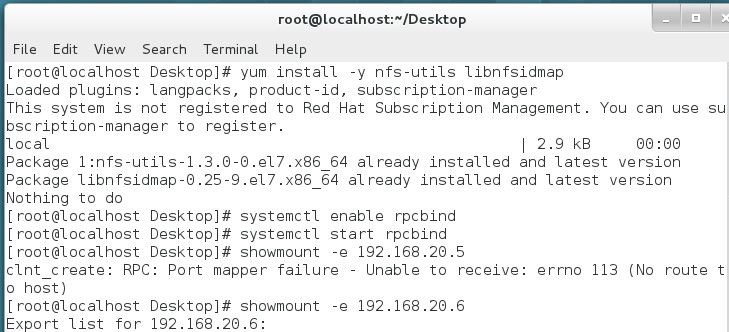 root@localhost:~/Desktop
File Edit View Search Terminal Help
[root@localhost Desktop]# yum install -y nfs-utils libnfsidmap
Loaded plugins: langpacks, product-id, subscription-manager
This system is not registered to Red Hat Subscription Management. You can use su
bscription-manager to register.
local | 2.9 kB 00:00
Package 1:nfs-utils-1.3.0-0.el7.x86_64 already installed and latest version
Package libnfsidmap-0.25-9.el7.x86_64 already installed and latest version
Nothing to do
[root@localhost Desktop]# systemctl enable rpcbind
[root@localhost Desktop]# systemctl start rpcbind
[root@localhost Desktop]# showmount -e 192.168.20.5
clnt_create: RPC: Port mapper failure - Unable to receive: errno 113 (No route t
o host)
[root@localhost Desktop]# showmount -e 192.168.20.6
Export list for 192.168.20.6: